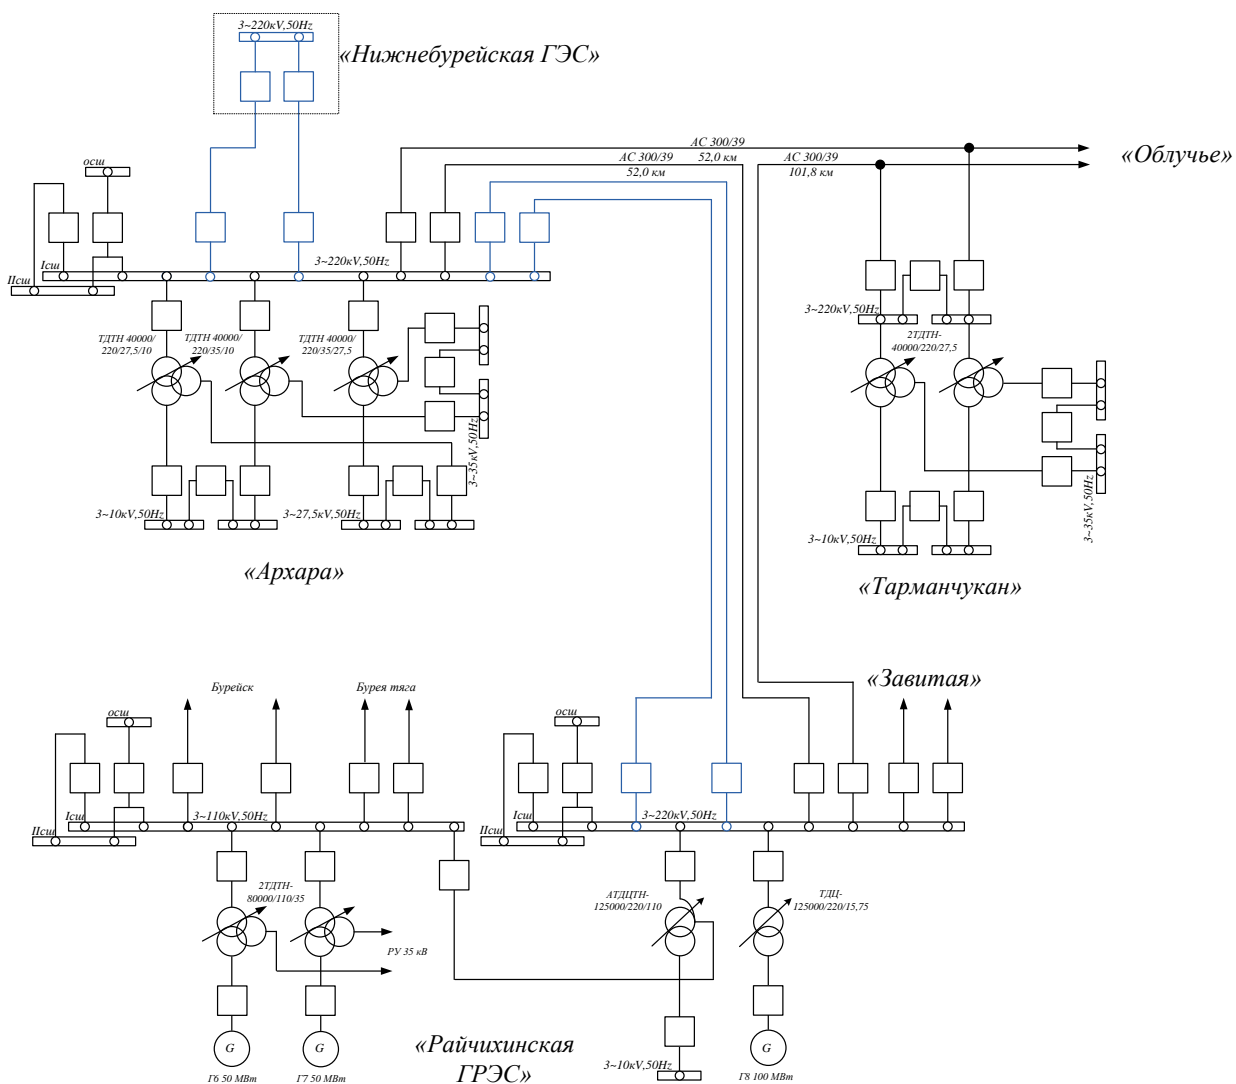 3~220кV,50Hz
«Нижнебурейская ГЭС»
АС 300/39
АС 300/39
52,0 км
АС 300/39
52,0 км
101,8 км
«Облучье»
осш
Iсш
IIсш
3~220кV,50Hz
ТДТН 40000/
220/27,5/10
ТДТН 40000/
220/35/10
ТДТН 40000/
220/35/27,5
3~35кV,50Hz
3~10кV,50Hz
3~27,5кV,50Hz
«Архара»
3~220кV,50Hz
2ТДТН-
40000/220/27,5
3~35кV,50Hz
3~10кV,50Hz
«Тарманчукан»
Бурейск
Бурея тяга
«Завитая»
осш
осш
Iсш
IIсш
3~110кV,50Hz
Iсш
IIсш
3~220кV,50Hz
2ТДТН-
80000/110/35
РУ 35 кВ
АТДЦТН-
125000/220/110
ТДЦ-
125000/220/15,75
G
G
G
Г6 50 МВт
Г7 50 МВт
«Райчихинская
ГРЭС»
3~10кV,50Hz
Г8 100 МВт